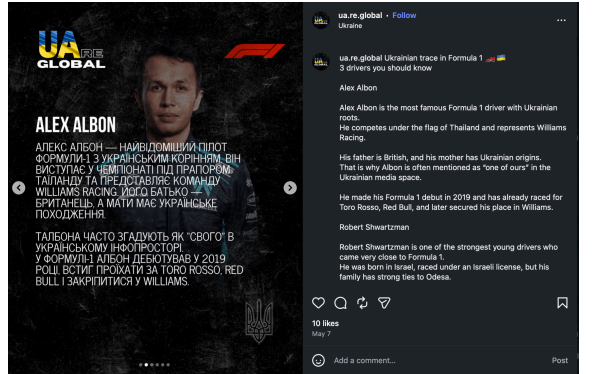 UA RE
GLOBAL
F1
ALEX ALBON
АЛЕКС АЛБОН — НАЙВІДОМІШИЙ ПІЛОТ
ФОРМУЛИ-1 З УКРАЇНСЬКИМ КОРІННЯМ. ВІН
ВИСТУПАЄ У ЧЕМПІОНАТІ ПІД ПРАПОРОМ
ТАЇЛАНДУ ТА ПРЕДСТАВЛЯЄ КОМАНДУ
WILLIAMS RACING. ЙОГО БАТЬКО —
БРИТАНЕЦЬ, А МАТИ МАЄ УКРАЇНСЬКЕ
ПОХОДЖЕННЯ.
ТАЛБОНА ЧАСТО ЗГАДУЮТЬ ЯК "СВОГО" В
УКРАЇНСЬКОМУ ІНФОПРОСТОРІ.
У ФОРМУЛІ-1 АЛБОН ДЕБЮТУВАВ У 2019
РОЦІ, ВСТИГ ПРОЇХАТИ ЗА TORO ROSSO, RED
BULL І ЗАКРІПИТИСЯ У WILLIAMS.
ua.re.global • Follow
Ukraine
ua.re.global Ukrainian trace in Formula 1 🏎️🇺🇦
3 drivers you should know
Alex Albon
Alex Albon is the most famous Formula 1 driver with Ukrainian
roots.
He competes under the flag of Thailand and represents Williams
Racing.
His father is British, and his mother has Ukrainian origins.
That is why Albon is often mentioned as “one of ours” in the
Ukrainian media space.
He made his Formula 1 debut in 2019 and has already raced for
Toro Rosso, Red Bull, and later secured his place in Williams.
Robert Shwartzman
Robert Shwartzman is one of the strongest young drivers who
came very close to Formula 1.
He was born in Israel, raced under an Israeli license, but his
family has strong ties to Odesa.
10 likes
May 7
Add a comment...
Post